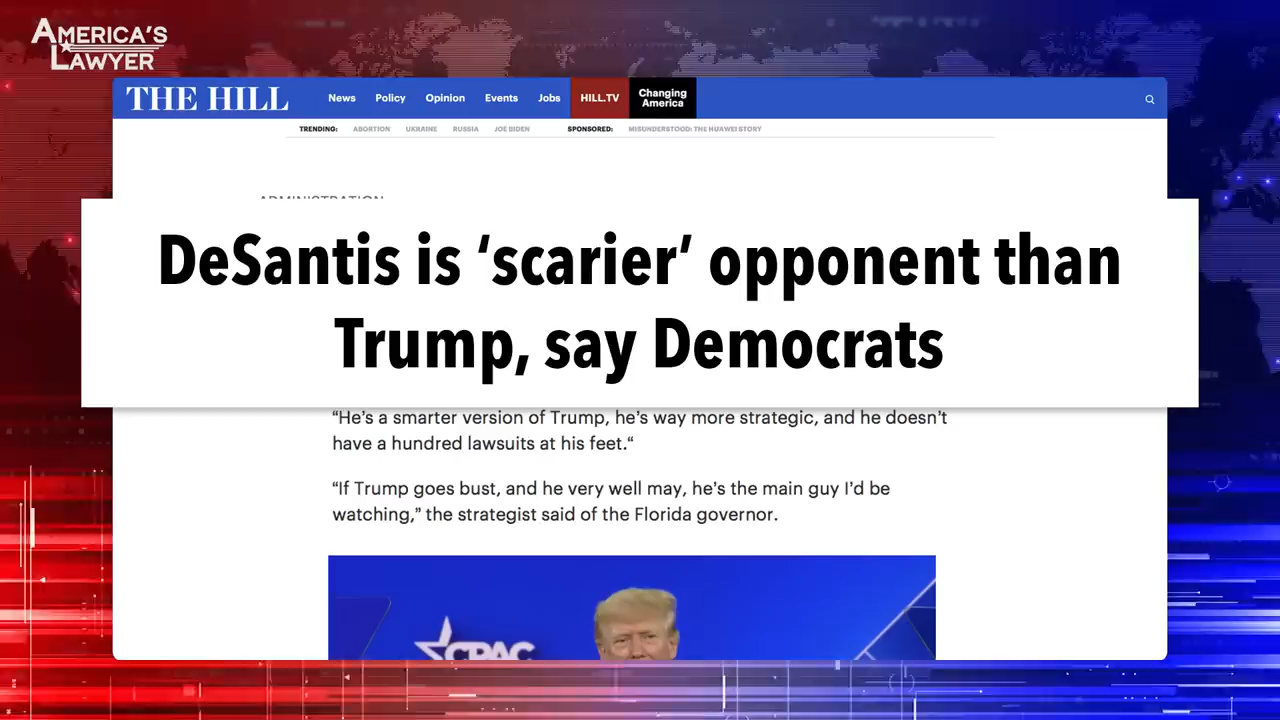 AMERICA'S
LAWYER
THE HILL
News Policy Opinion Events Jobs HILL.TV Changing
America
TRENDING: ABORTION UKRAINE RUSSIA JOE BIDEN SPONSORED: MISUNDERSTOOD: THE HUAWEI STORY
ADMINISTRATION
DeSantis is ‘scarier’ opponent than
Trump, say Democrats
“He’s a smarter version of Trump, he’s way more strategic, and he doesn’t
have a hundred lawsuits at his feet.“
“If Trump goes bust, and he very well may, he’s the main guy I’d be
watching,” the strategist said of the Florida governor.
CPAC